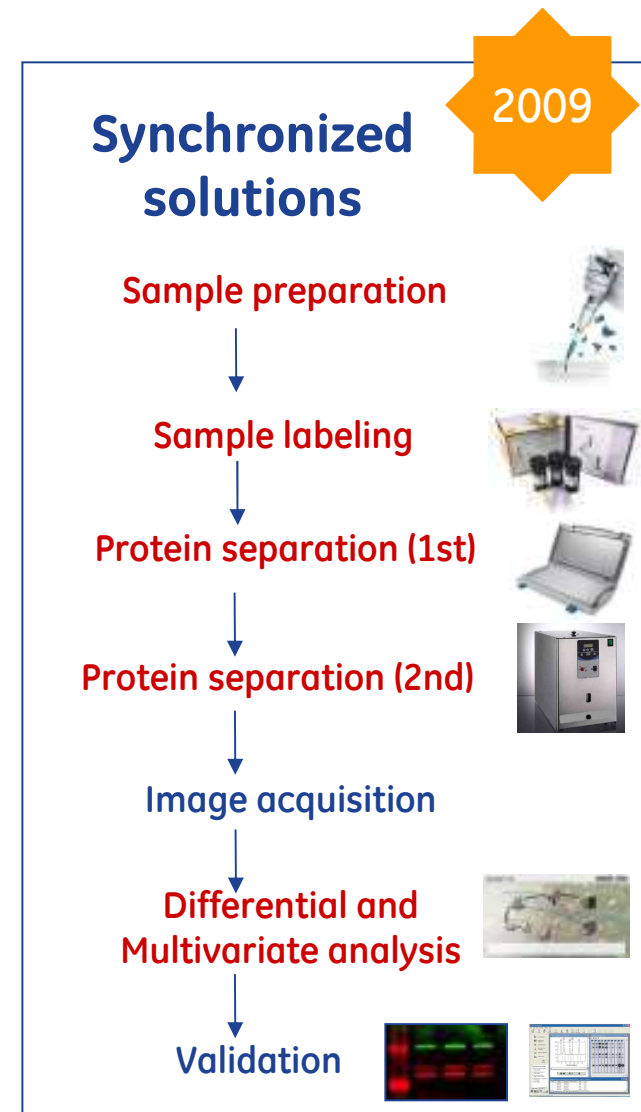 2009
Synchronized
solutions
Sample preparation
Sample labeling
Protein separation (1st)
Protein separation (2nd)
Image acquisition
Differential and
Multivariate analysis
Validation